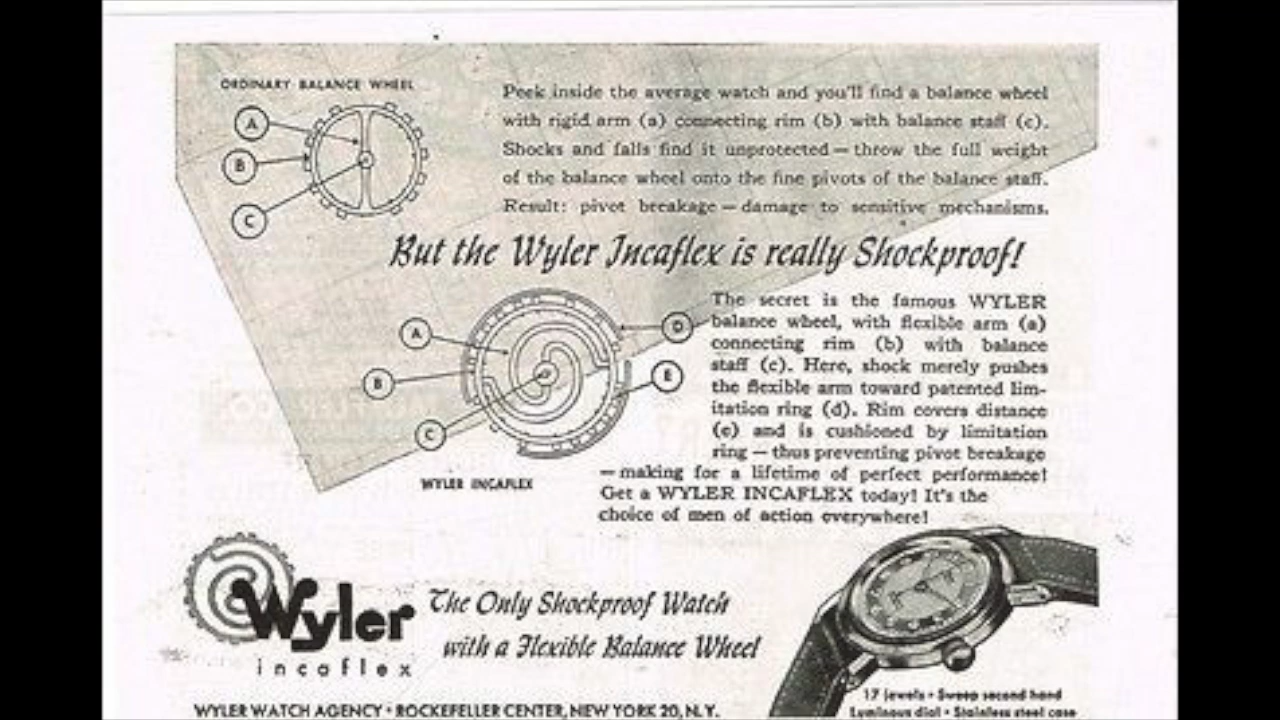 ORDINARY BALANCE WHEEL
A
B
C
Peek inside the average watch and you'll find a balance wheel
with rigid arm (a) connecting rim (b) with balance staff (c).
Shocks and falls find it unprotected — throw the full weight
of the balance wheel onto the fine pivots of the balance staff.
Result: pivot breakage — damage to sensitive mechanisms.
But the Wyler Incaflex is really Shockproof!
A
B
C
D
E
WYLER INCAFLEX
The secret is the famous WYLER
balance wheel, with flexible arm (a)
connecting rim (b) with balance
staff (c). Here, shock merely pushes
the flexible arm toward patented lim-
itation ring (d). Rim covers distance
(e) and is cushioned by limitation
ring — thus preventing pivot breakage
— making for a lifetime of perfect performance!
Get a WYLER INCAFLEX today! It's the
choice of men of action everywhere!
Wyler
incaflex
The Only Shockproof Watch
with a Flexible Balance Wheel
17 jewels • Sweep second hand
Luminous dial • Stainless steel case
WYLER WATCH AGENCY • ROCKEFELLER CENTER, NEW YORK 20, N. Y.